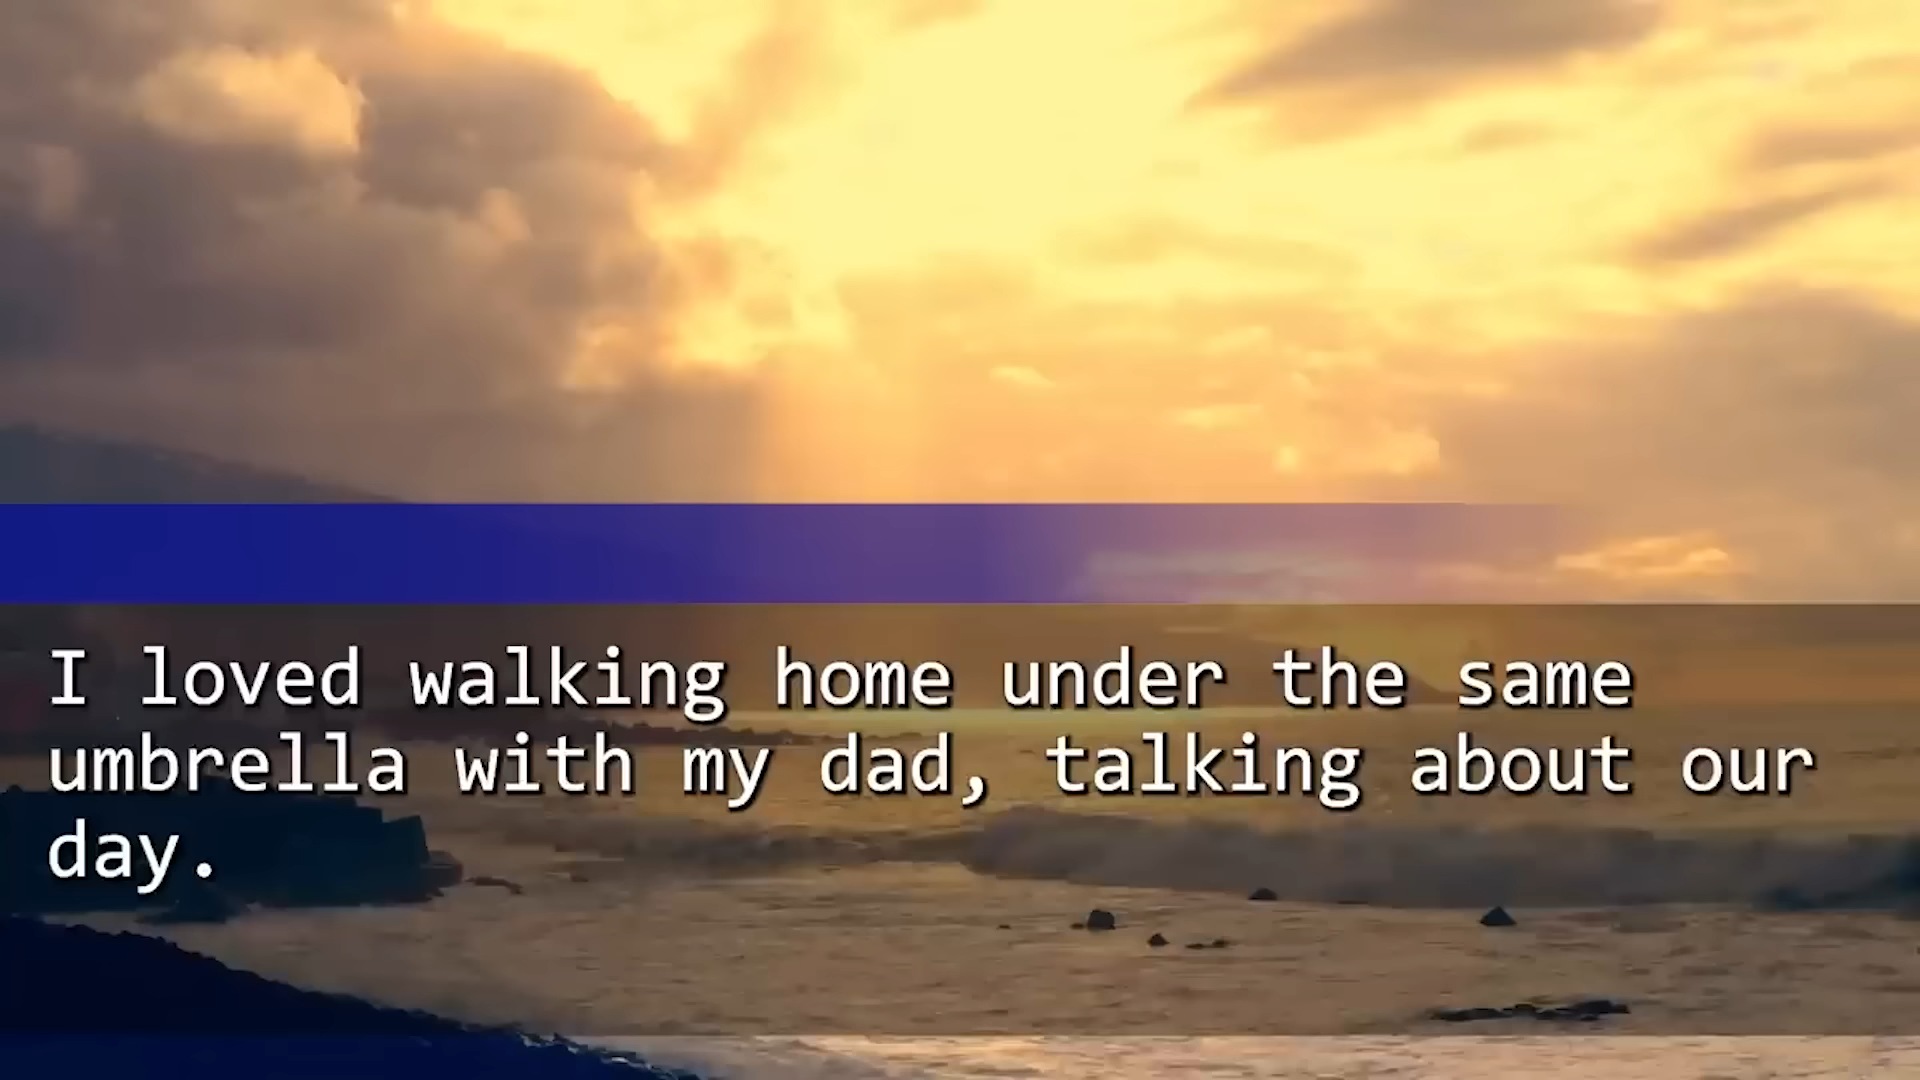 I loved walking home under the same
umbrella with my dad, talking about our
day.